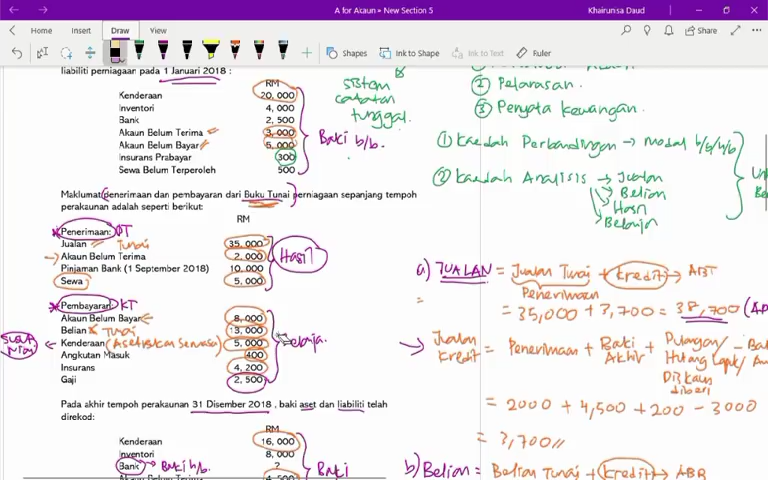 A for Akaun » New Section 5
Khairunisa Daud
Home Insert Draw View
Share
Shapes Ink to Shape Ink to Text Ruler
liabiliti perniagaan pada 1 Januari 2018 :
RM
Kenderaan 20, 000
Inventori 4, 000
Bank 2, 500
Akaun Belum Terima 3, 000
Akaun Belum Bayar 6, 000
Insurans Prabayar 300
Sewa Belum Terperoleh 500
Baki b/b.
sistem
catatan
tunggal
Maklumat penerimaan dan pembayaran dari Buku Tunai perniagaan sepanjang tempoh
perakaunan adalah seperti berikut:
RM
Penerimaan: DT
Jualan Tunai 35, 000
Akaun Belum Terima 2, 000
Pinjaman Bank (1 September 2018) 10, 000
Sewa 5, 000
Hasil
Pembayaran: KT
Akaun Belum Bayar 8, 000
Belian Tunai 13, 000
Kenderaan (Aset Bukan Semasa) 5, 000
Angkutan Masuk 400
Insurans 4, 200
Gaji 2, 500
Pada akhir tempoh perakaunan 31 Disember 2018 , baki aset dan liabiliti telah
direkod:
RM
Kenderaan 16, 000
Inventori 8, 000
Bank → Baki h/b. ?
4, 500
Baki
② Pelarasan.
③ Penyata Kewangan.
① Kaedah Perbandingan → Modal
② Kaedah Analisis → Jualan
→ Belian
→ Hasil
→ Belanja
a) JUALAN = Jualan Tunai + Kredit → ABT
Penerimaan
= 35,000 + 3,700 = 38,700
Jualan Kredit = Penerimaan + Baki Akhir + Pulangan/ Hutang Lapuk/ Diskaun diberi
= 2000 + 4,500 + 200 - 3000
= 3,700
b) Belian = Belian Tunai + Kredit → ABB